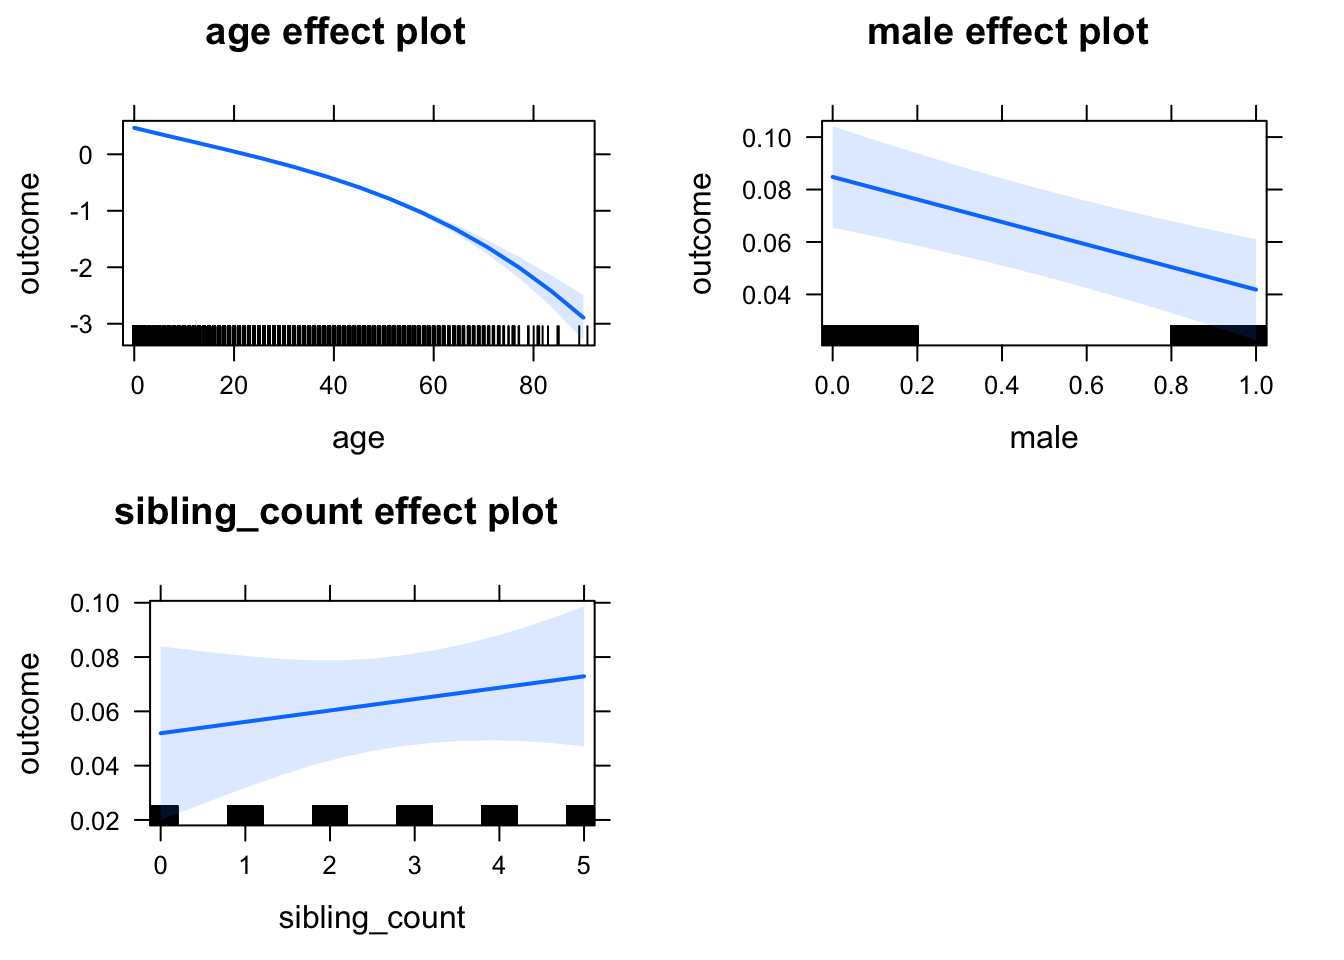 age effect plot
outcome
0
-1
-2
-3
0 20 40 60 80
age
male effect plot
outcome
0.10
0.08
0.06
0.04
0.0 0.2 0.4 0.6 0.8 1.0
male
sibling_count effect plot
outcome
0.10
0.08
0.06
0.04
0.02
0 1 2 3 4 5
sibling_count